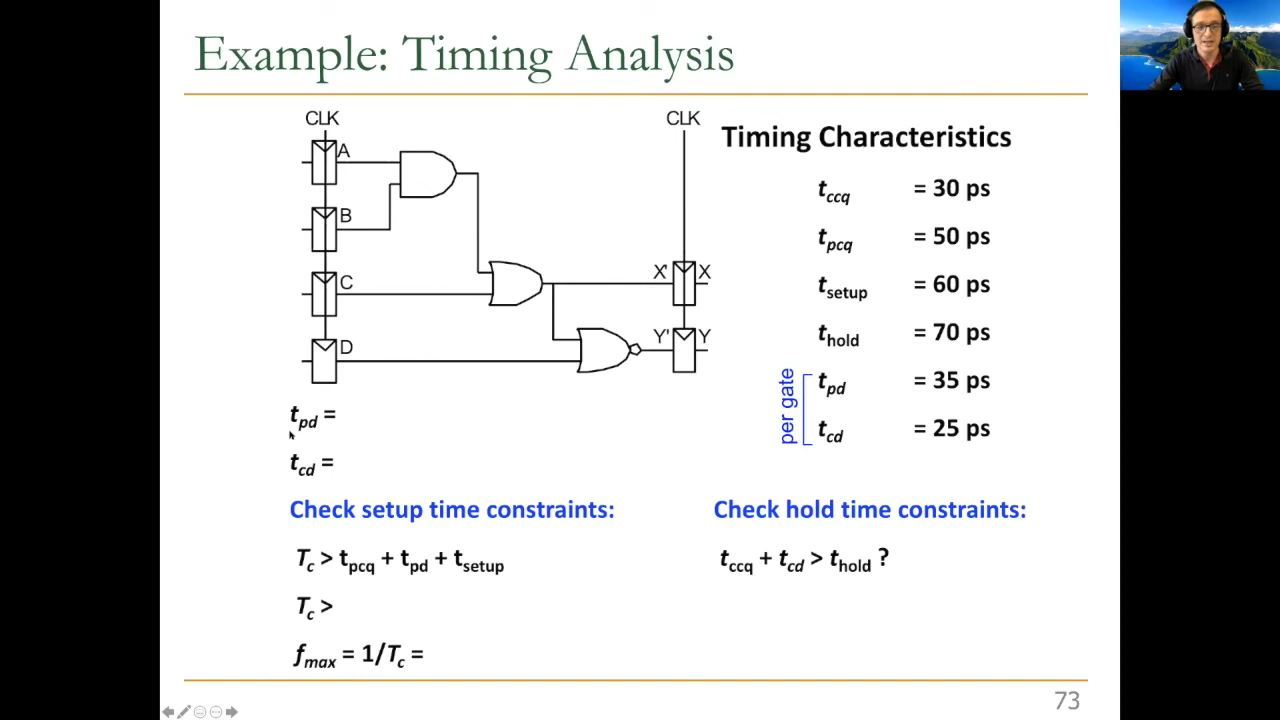 Example: Timing Analysis
CLK
CLK
A
B
C
D
X' X
Y' Y
Timing Characteristics
tccq = 30 ps
tpcq = 50 ps
tsetup = 60 ps
thold = 70 ps
per gate
tpd = 35 ps
tcd = 25 ps
tpd =
tcd =
Check setup time constraints:
Tc > tpcq + tpd + tsetup
Tc >
fmax = 1/Tc =
Check hold time constraints:
tccq + tcd > thold ?
73